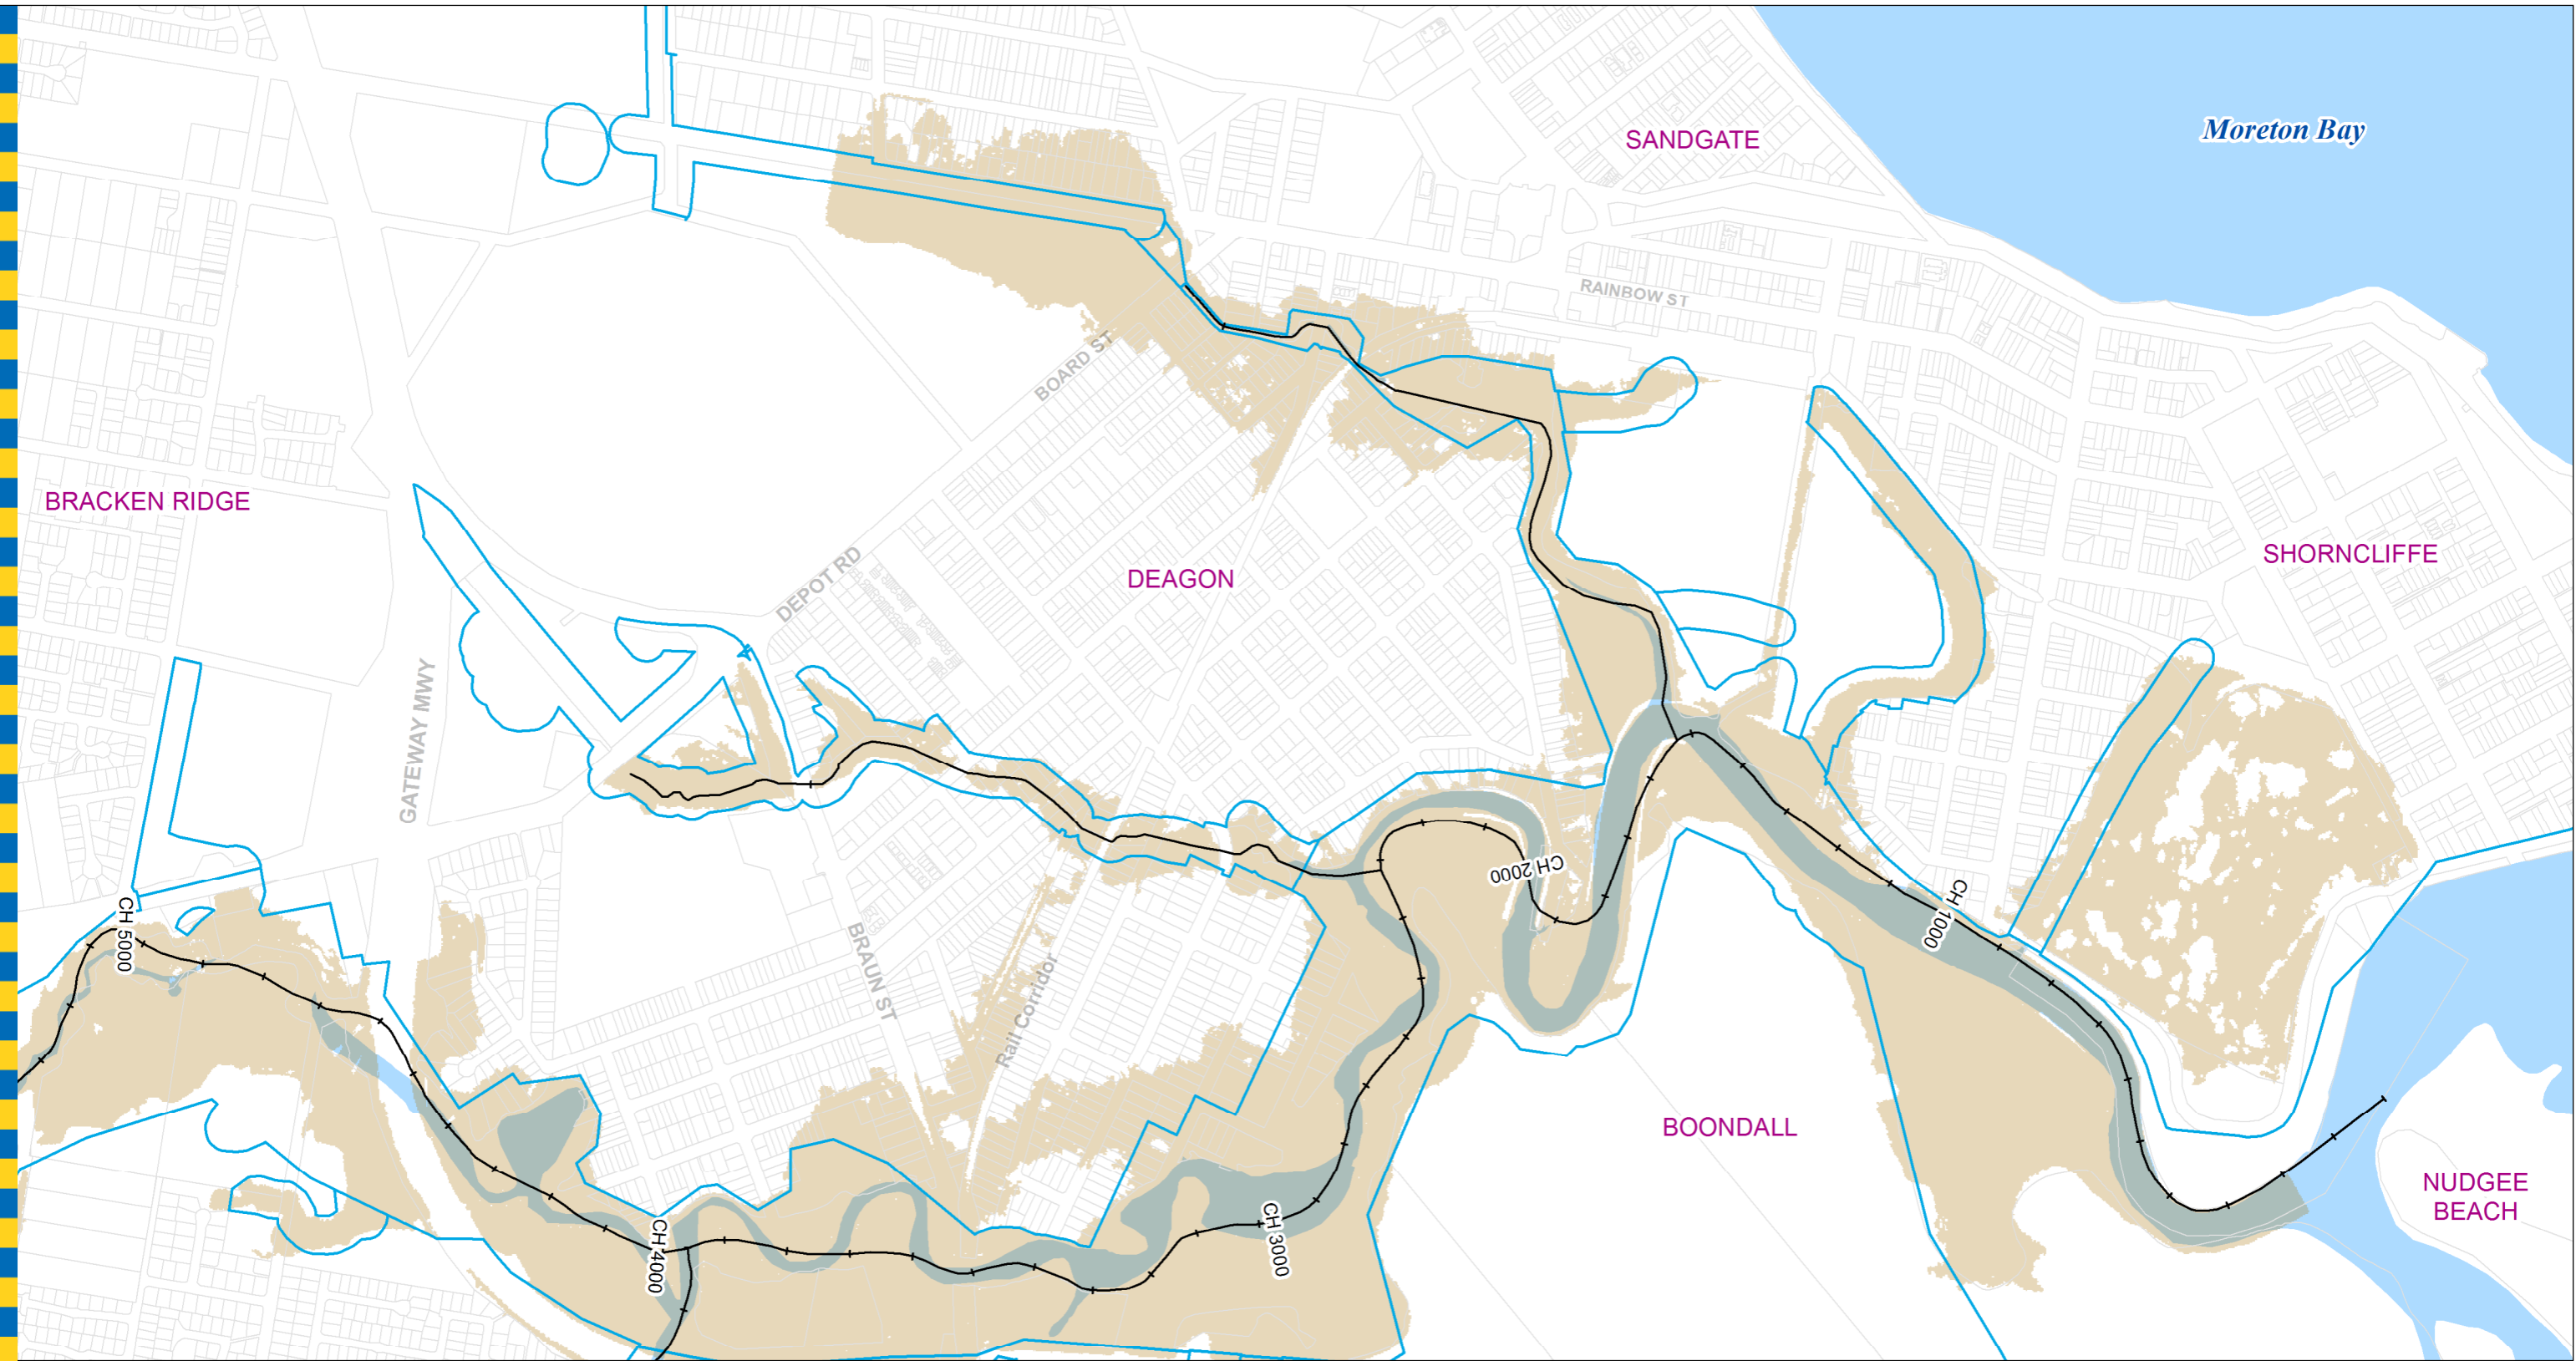 Moreton Bay
SANDGATE
RAINBOW ST
BOARD ST
BRACKEN RIDGE
DEPOT RD
DEAGON
SHORNCLIFFE
GATEWAY MWY
CH 2000
CH 1000
CH 5000
BRAUN ST
Rail Corridor
BOONDALL
NUDGEE
BEACH
CH 4000
CH 3000